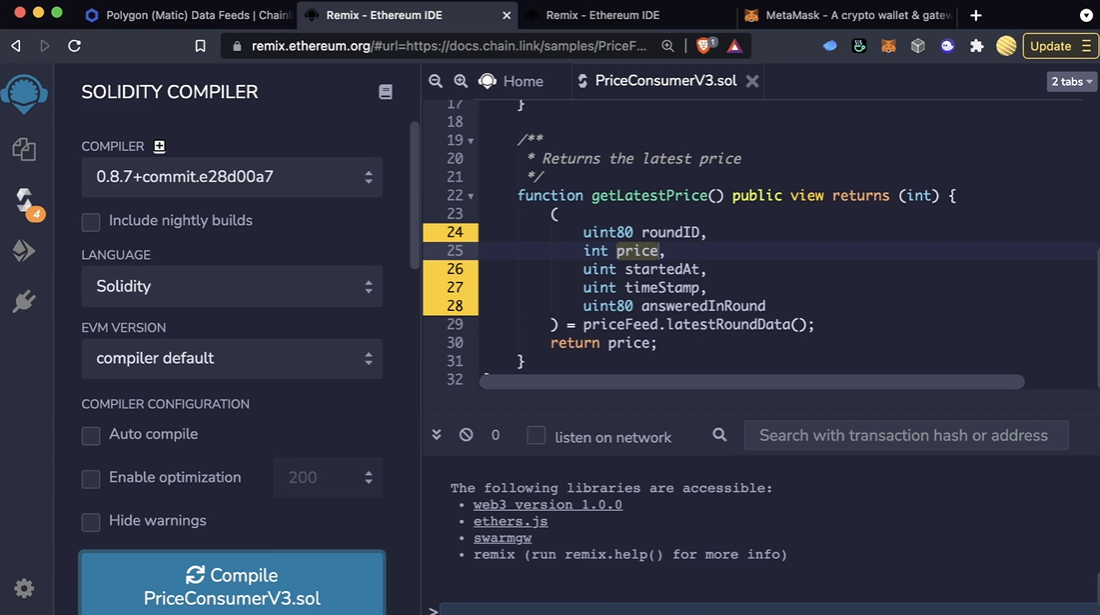 Polygon (Matic) Data Feeds | Chainl
Remix - Ethereum IDE
Remix - Ethereum IDE
MetaMask - A crypto wallet & gatew
remix.ethereum.org/#url=https://docs.chain.link/samples/PriceF...
1
Update
SOLIDITY COMPILER
COMPILER
0.8.7+commit.e28d00a7
Include nightly builds
LANGUAGE
Solidity
EVM VERSION
compiler default
COMPILER CONFIGURATION
Auto compile
Enable optimization
200
Hide warnings
Compile
PriceConsumerV3.sol
4
Home
PriceConsumerV3.sol
2 tabs
17 }
18
19 /**
20 * Returns the latest price
21 */
22 function getLatestPrice() public view returns (int) {
23 (
24 uint80 roundID,
25 int price,
26 uint startedAt,
27 uint timeStamp,
28 uint80 answeredInRound
29 ) = priceFeed.latestRoundData();
30 return price;
31 }
32
0
listen on network
Search with transaction hash or address
The following libraries are accessible:
• web3 version 1.0.0
• ethers.js
• swarmgw
• remix (run remix.help() for more info)
>